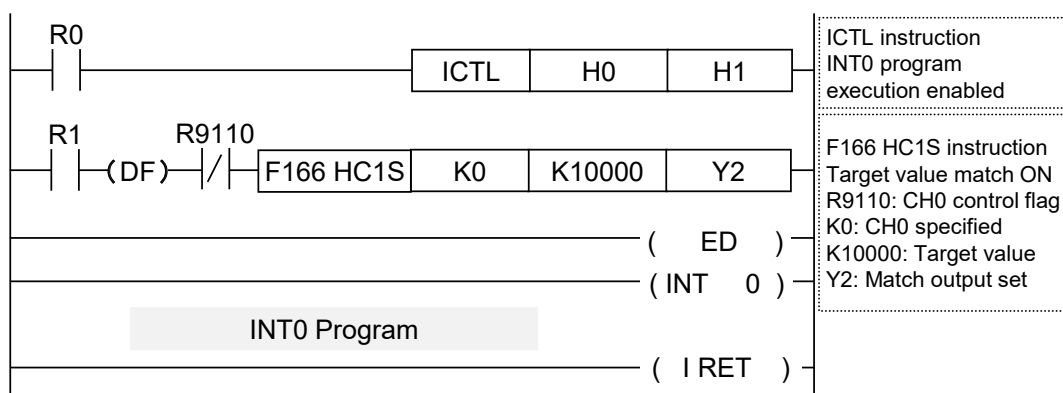 R0
ICTL H0 H1
ICTL instruction
INT0 program
execution enabled
R1 (DF) R9110 F166 HC1S K0 K10000 Y2
F166 HC1S instruction
Target value match ON
R9110: CH0 control flag
K0: CH0 specified
K10000: Target value
Y2: Match output set
( ED )
( INT 0 )
INT0 Program
( I RET )